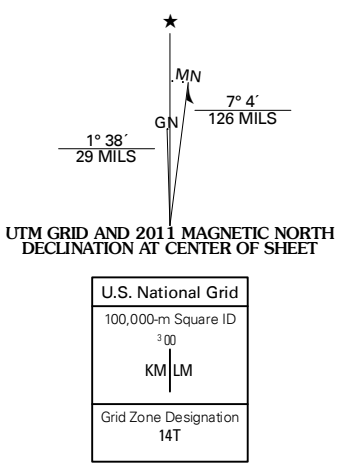 ★
MN
7° 4´
126 MILS
GN
1° 38´
29 MILS
UTM GRID AND 2011 MAGNETIC NORTH
DECLINATION AT CENTER OF SHEET
U.S. National Grid
100,000-m Square ID
³00
KM LM
Grid Zone Designation
14T